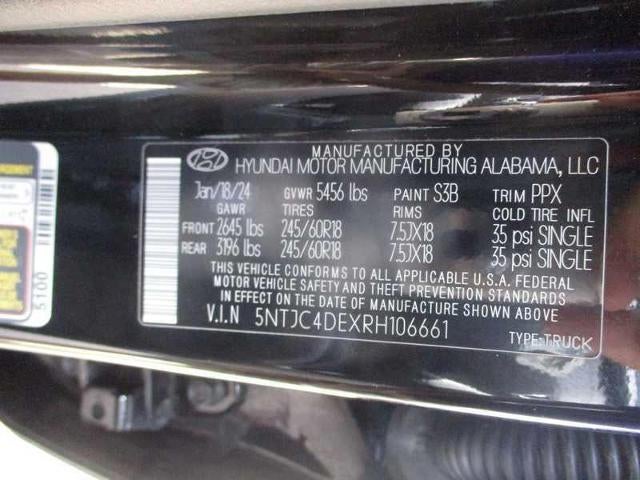 MANUFACTURED BY
HYUNDAI MOTOR MANUFACTURING ALABAMA, LLC
Jan/18/24 GVWR 5456 lbs PAINT S3B TRIM PPX
GAWR TIRES RIMS COLD TIRE INFL
FRONT 2645 lbs 245/60R18 7.5JX18 35 psi SINGLE
REAR 3196 lbs 245/60R18 7.5JX18 35 psi SINGLE
THIS VEHICLE CONFORMS TO ALL APPLICABLE U.S.A. FEDERAL
MOTOR VEHICLE SAFETY AND THEFT PREVENTION STANDARDS
IN EFFECT ON THE DATE OF MANUFACTURE SHOWN ABOVE
V.I.N 5NTJC4DEXRH106661 TYPE:TRUCK
5100